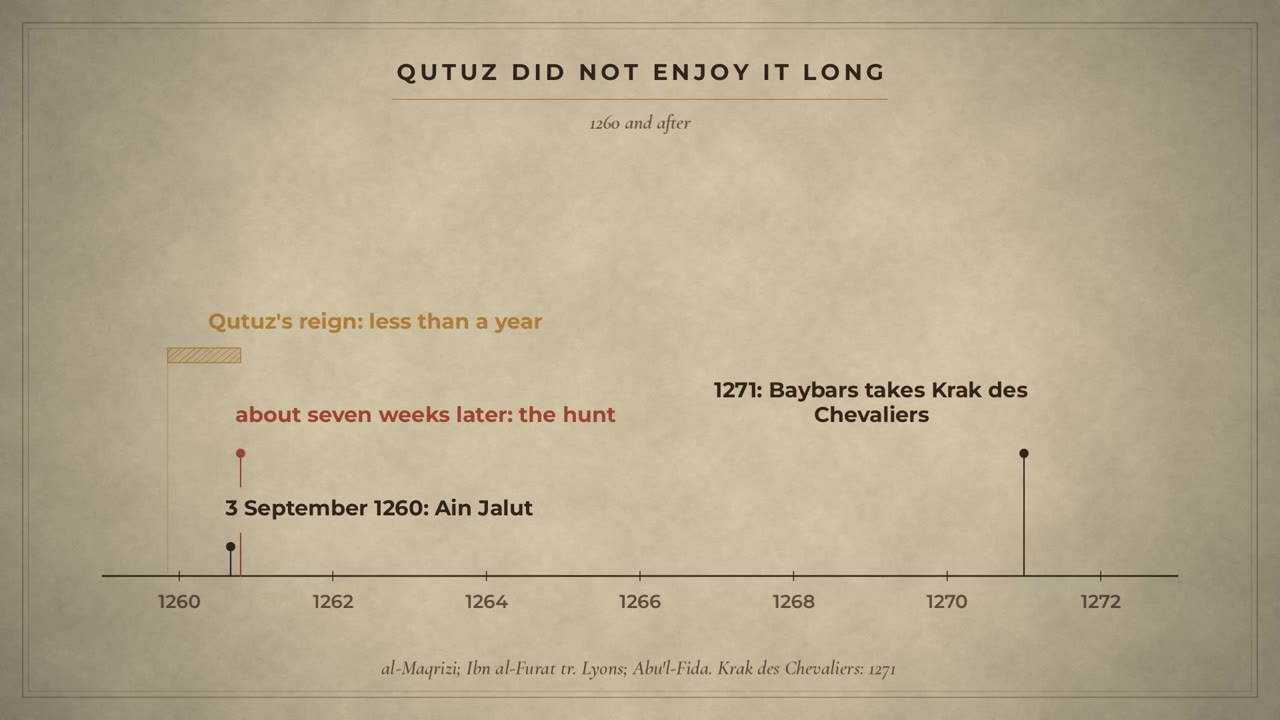 QUTUZ DID NOT ENJOY IT LONG
1260 and after
Qutuz's reign: less than a year
1271: Baybars takes Krak des
Chevaliers
about seven weeks later: the hunt
3 September 1260: Ain Jalut
1260 1262 1264 1266 1268 1270 1272
al-Maqrizi; Ibn al-Furat tr. Lyons; Abu'l-Fida. Krak des Chevaliers: 1271